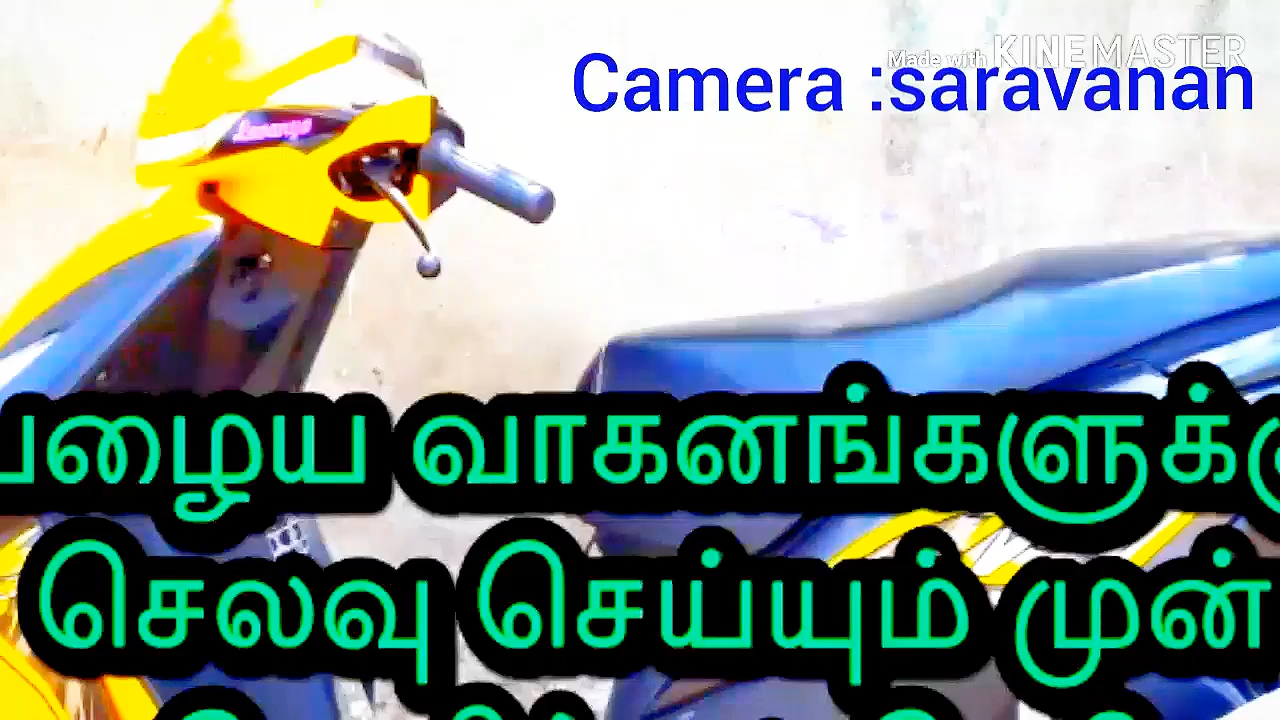 Made with KINEMASTER
Camera :saravanan
பழைய வாகனங்களுக்கு
செலவு செய்யும் முன்